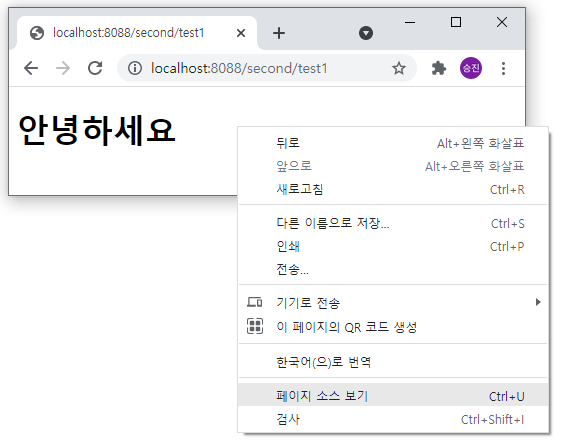 localhost:8088/second/test1
localhost:8088/second/test1
승진
안녕하세요
뒤로 Alt+왼쪽 화살표
앞으로 Alt+오른쪽 화살표
새로고침 Ctrl+R
다른 이름으로 저장... Ctrl+S
인쇄 Ctrl+P
전송...
기기로 전송
이 페이지의 QR 코드 생성
한국어(으)로 번역
페이지 소스 보기 Ctrl+U
검사 Ctrl+Shift+I